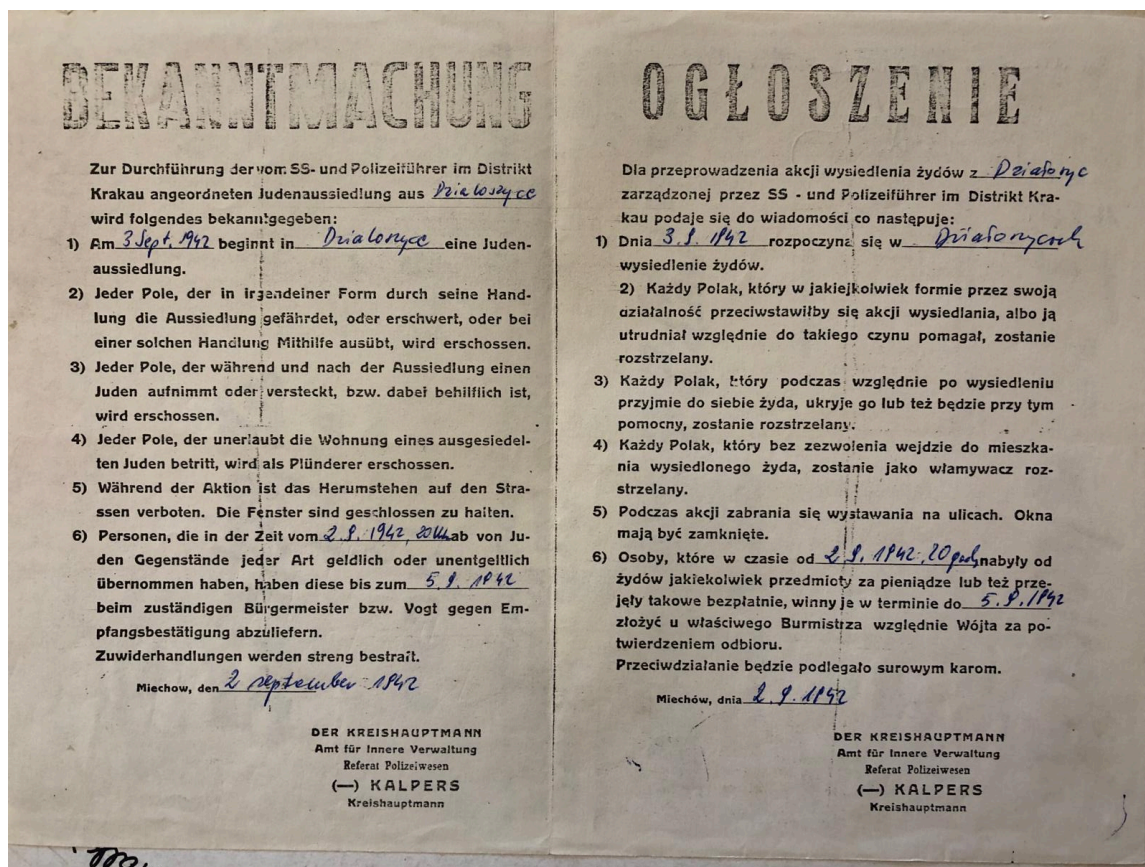 BEKANNTMACHUNG
Zur Durchführung der vom SS- und Polizeiführer im Distrikt
Krakau angeordneten Judenaussiedlung aus Dzialoszyce
wird folgendes bekanntgegeben:
1) Am 3 Sept. 1942 beginnt in Dzialoszyce eine Juden-
aussiedlung.
2) Jeder Pole, der in irgendeiner Form durch seine Hand-
lung die Aussiedlung gefährdet, oder erschwert, oder bei
einer solchen Handlung Mithilfe ausübt, wird erschossen.
3) Jeder Pole, der während und nach der Aussiedlung einen
Juden aufnimmt oder versteckt, bzw. dabei behilflich ist,
wird erschossen.
4) Jeder Pole, der unerlaubt die Wohnung eines ausgesiedel-
ten Juden betritt, wird als Plünderer erschossen.
5) Während der Aktion ist das Herumstehen auf den Stras-
sen verboten. Die Fenster sind geschlossen zu halten.
6) Personen, die in der Zeit vom 2.9.1942, 20 Uhr ab von Ju-
den Gegenstände jeder Art geldlich oder unentgeltlich
übernommen haben, haben diese bis zum 5.9.1942
beim zuständigen Bürgermeister bzw. Vogt gegen Em-
pfangsbestätigung abzuliefern.
Zuwiderhandlungen werden streng bestraft.
Miechow, den 2 september 1942
DER KREISHAUPTMANN
Amt für Innere Verwaltung
Referat Polizeiwesen
(—) KALPERS
Kreishauptmann
OGŁOSZENIE
Dla przeprowadzenia akcji wysiedlenia żydów z Działoszyc
zarządzonej przez SS - und Polizeiführer im Distrikt Kra-
kau podaje się do wiadomości co następuje:
1) Dnia 3.9.1942 rozpoczyna się w Działoszycach
wysiedlenie żydów.
2) Każdy Polak, który w jakiejkolwiek formie przez swoją
działalność przeciwstawiłby się akcji wysiedlania, albo ją
utrudniał względnie do takiego czynu pomagał, zostanie
rozstrzelany.
3) Każdy Polak, który podczas względnie po wysiedleniu
przyjmie do siebie żyda, ukryje go lub też będzie przy tym
pomocny, zostanie rozstrzelany.
4) Każdy Polak, który bez zezwolenia wejdzie do mieszka-
nia wysiedlonego żyda, zostanie jako włamywacz roz-
strzelany.
5) Podczas akcji zabrania się wystawania na ulicach. Okna
mają być zamknięte.
6) Osoby, które w czasie od 2.9.1942, 20 godz nabyły od
żydów jakiekolwiek przedmioty za pieniądze lub też prze-
jęły takowe bezpłatnie, winny je w terminie do 5.9.1942
złożyć u właściwego Burmistrza względnie Wójta za po-
twierdzeniem odbioru.
Przeciwdziałanie będzie podlegało surowym karom.
Miechów, dnia 2.9.1942
DER KREISHAUPTMANN
Amt für Innere Verwaltung
Referat Polizeiwesen
(—) KALPERS
Kreishauptmann